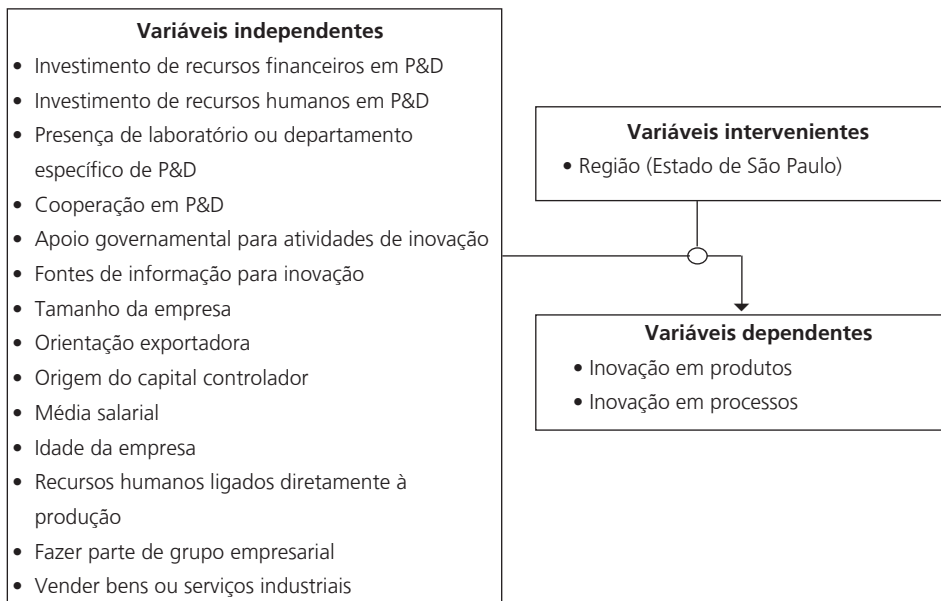 Variáveis independentes
• Investimento de recursos financeiros em P&D
• Investimento de recursos humanos em P&D
• Presença de laboratório ou departamento
específico de P&D
• Cooperação em P&D
• Apoio governamental para atividades de inovação
• Fontes de informação para inovação
• Tamanho da empresa
• Orientação exportadora
• Origem do capital controlador
• Média salarial
• Idade da empresa
• Recursos humanos ligados diretamente à
produção
• Fazer parte de grupo empresarial
• Vender bens ou serviços industriais
Variáveis intervenientes
• Região (Estado de São Paulo)
Variáveis dependentes
• Inovação em produtos
• Inovação em processos